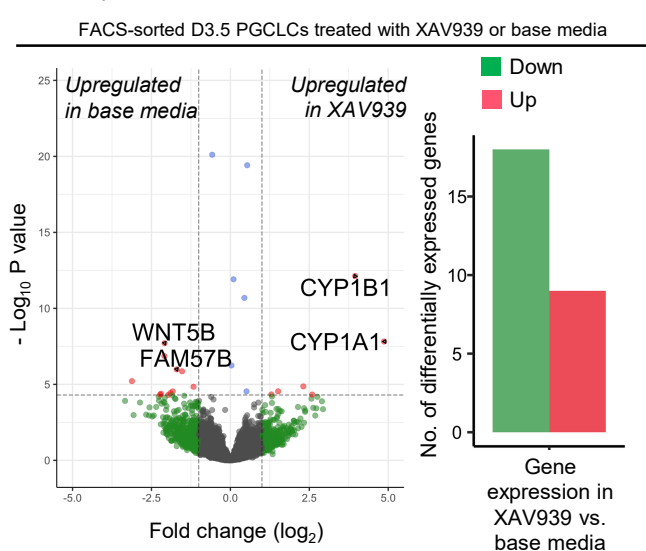 FACS-sorted D3.5 PGCLCs treated with XAV939 or base media
Upregulated
in base media
Upregulated
in XAV939
25
20
15
10
5
0
- Log10 P value
WNT5B
FAM57B
CYP1B1
CYP1A1
-5.0
-2.5
0.0
2.5
5.0
Fold change (log2)
Down
Up
No. of differentially expressed genes
15
10
5
0
Gene
expression in
XAV939 vs.
base media